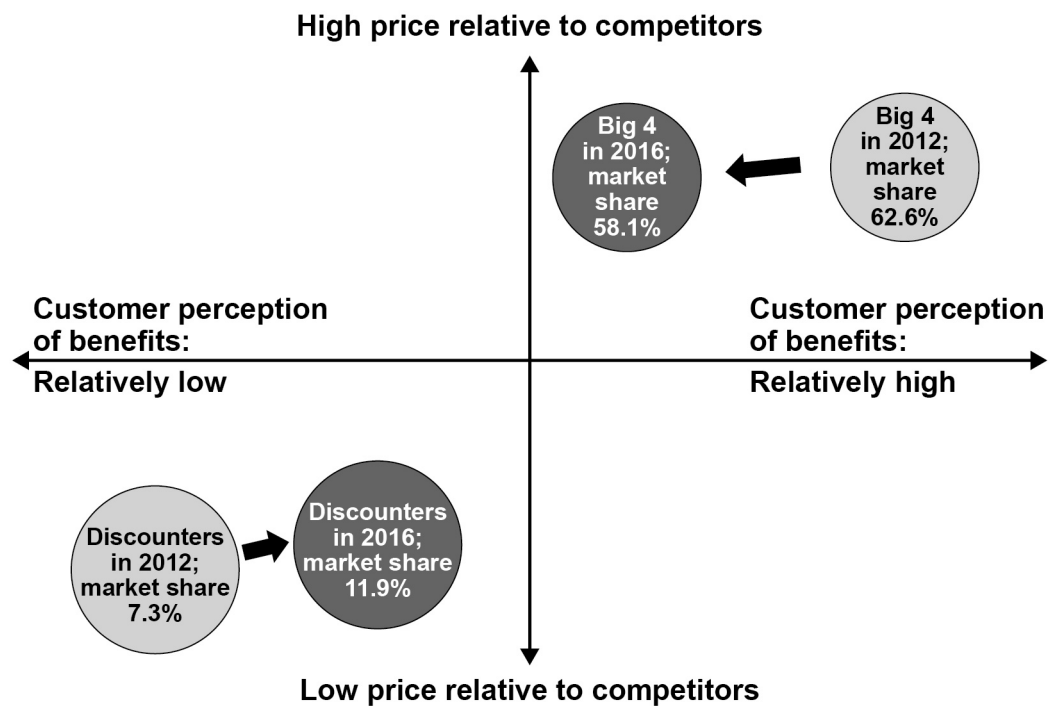 High price relative to competitors
Big 4
in 2016;
market
share
58.1%
Big 4
in 2012;
market
share
62.6%
Customer perception
of benefits:
Relatively low
Customer perception
of benefits:
Relatively high
Discounters
in 2012;
market share
7.3%
Discounters
in 2016;
market share
11.9%
Low price relative to competitors